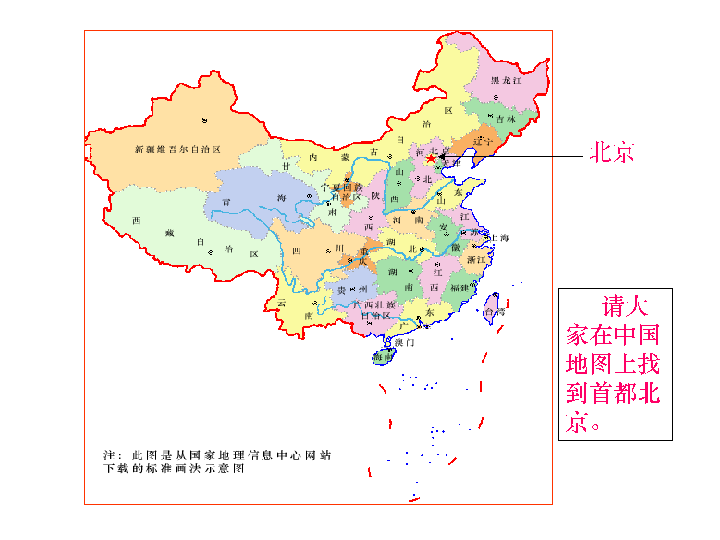 黑龙江
吉林
辽宁
内 蒙 古 自 治 区
新疆维吾尔自治区
甘 肃
宁夏回族
自治区
青 海
西 藏 自 治 区
北京
天津
河 北
山 西
陕 西
山 东
河 南
江 苏
安 徽
上海
浙江
湖 北
重庆
四 川
湖 南
江 西
贵 州
云 南
福建
广西壮族
自治区
广 东
台湾
澳门
海南
北京
请大
家在中国
地图上找
到首都北
京。
注:此图是从国家地理信息中心网站
下载的标准画法示意图